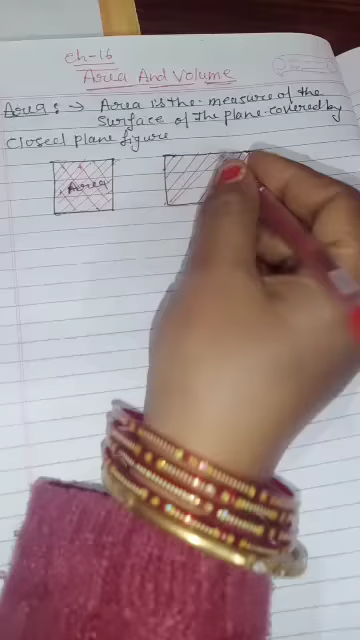 Ch-16
Area And Volume
Area :→ Area is the measure of the
surface of the plane covered by
closed plane figure
Area